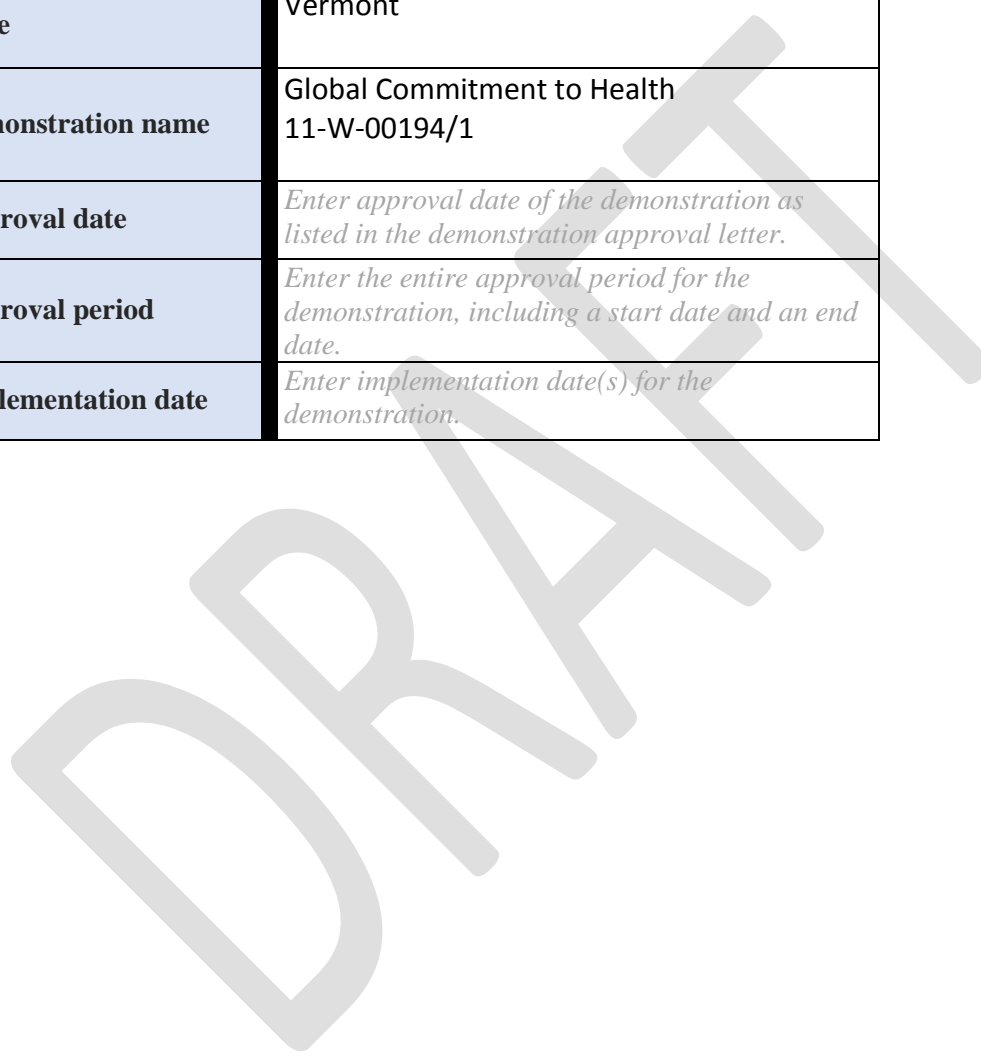 e
Vermont
onstration name
Global Commitment to Health
11-W-00194/1
roval date
Enter approval date of the demonstration as
listed in the demonstration approval letter.
roval period
Enter the entire approval period for the
demonstration, including a start date and an end
date.
lementation date
Enter implementation date(s) for the
demonstration.
DRAFT